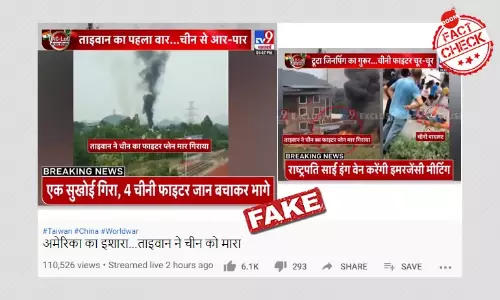 ताइवान का पहला वार...चीन से आर-पार
TV9
ताइवान ने चीन का फाइटर प्लेन मार गिराया
BREAKING NEWS
एक सुखोई गिरा, 4 चीनी फाइटर जान बचाकर भागे
टूटा जिनपिंग का गुरूर...चीनी फाइटर चूर-चूर
ताइवान ने चीन का फाइटर प्लेन मार गिराया
चीनी पायलट
BREAKING NEWS
राष्ट्रपति साई इंग वेन करेंगी इमरजेंसी मीटिंग
FACT CHECK
FAKE
#Taiwan #China #Worldwar
अमेरिका का इशारा...ताइवान ने चीन को मारा
110,526 views • Streamed live 2 hours ago
6.1K
293
SHARE
SAVE